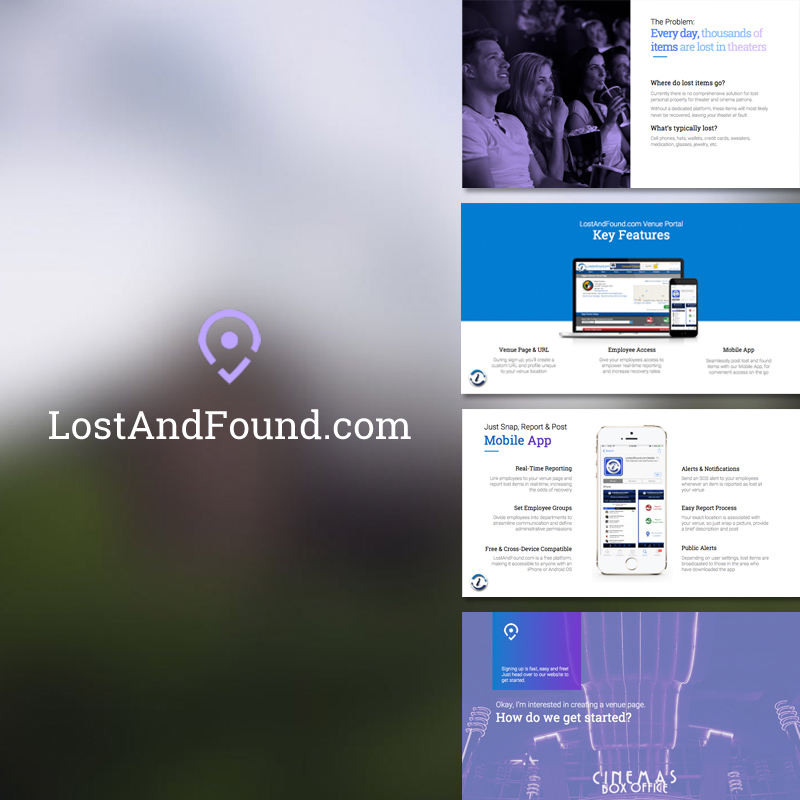 LostAndFound.com
The Problem:
Every day, thousands of
items are lost in theaters
Where do lost items go?
Currently there is no comprehensive solution for lost
personal property for theater and cinema patrons.
Without a dedicated platform, these items will most likely
never be recovered, leaving your theater at fault.
What's typically lost?
Cell phones, hats, wallets, credit cards, sweaters,
medication, glasses, jewelry, etc.
LostAndFound.com Venue Portal
Key Features
Venue Page & URL
During sign-up, you'll create a
custom URL and profile unique
to your venue location
Employee Access
Give your employees access to
empower real-time reporting
and increase recovery rates
Mobile App
Seamlessly post lost and found
items with our Mobile App, for
convenient access on the go
Just Snap, Report & Post
Mobile App
Real-Time Reporting
Link employees to your venue page and
report lost items in real-time, increasing
the odds of recovery
Set Employee Groups
Divide employees into departments to
streamline communication and define
administrative permissions
Free & Cross-Device Compatible
LostAndFound.com is a free platform,
making it accessible to anyone with an
iPhone or Android OS
Alerts & Notifications
Send an SOS alert to your employees
whenever an item is reported as lost at
your venue
Easy Report Process
Your exact location is associated with
your venue, so just snap a picture, provide
a brief description and post
Public Alerts
Depending on user settings, lost items are
broadcasted to those in the area who
have downloaded the app
Signing up is fast, easy and free!
Just head over to our website to
get started.
Okay, I'm interested in creating a venue page.
How do we get started?
CINEMAS
BOX OFFICE